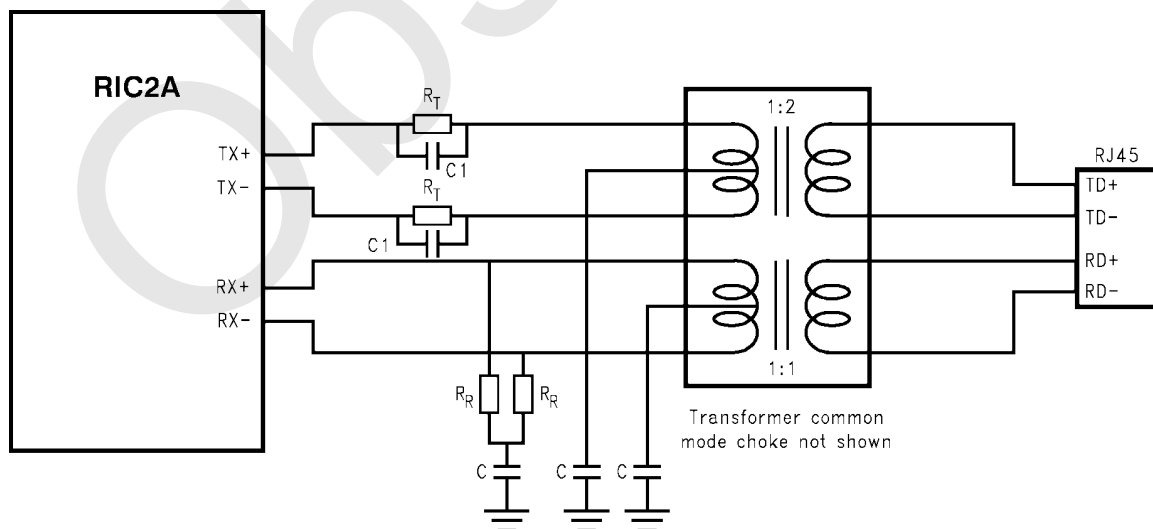 Obs
RIC2A
TX+
TX-
RX+
RX-
R_T
C1
R_T
C1
R_R
R_R
C
C
C
1:2
1:1
Transformer common
mode choke not shown
RJ45
TD+
TD-
RD+
RD-